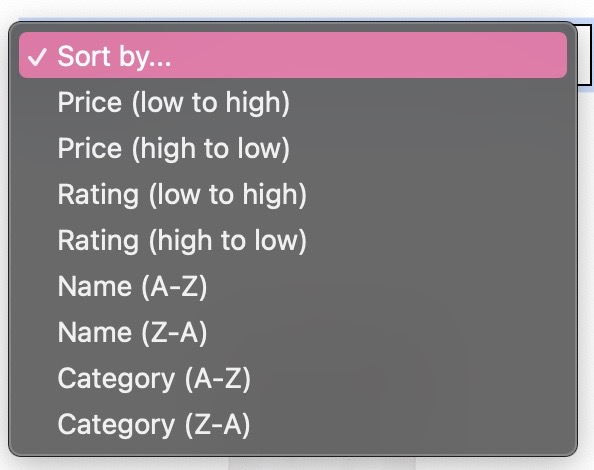 Sort by...
Price (low to high)
Price (high to low)
Rating (low to high)
Rating (high to low)
Name (A-Z)
Name (Z-A)
Category (A-Z)
Category (Z-A)